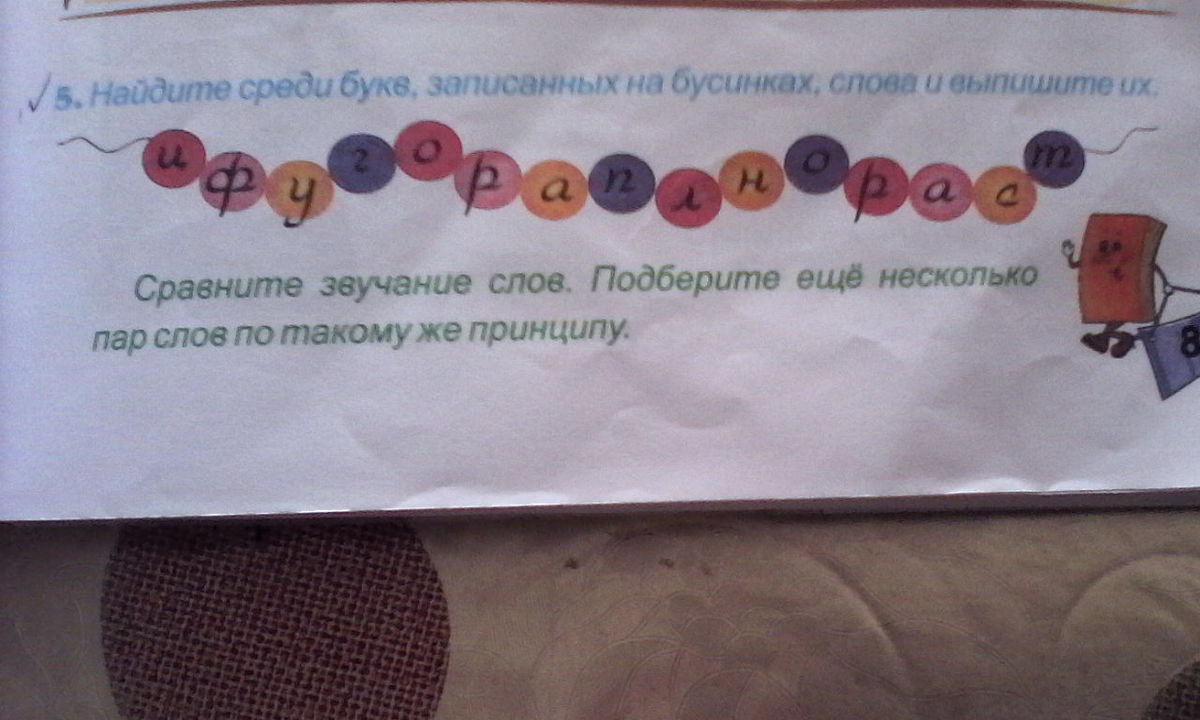 5. Найдите среди букв, записанных на бусинках, слова и выпишите их.
и ф у г о р а п л н о р а с т
Сравните звучание слов. Подберите ещё несколько
пар слов по такому же принципу.
8